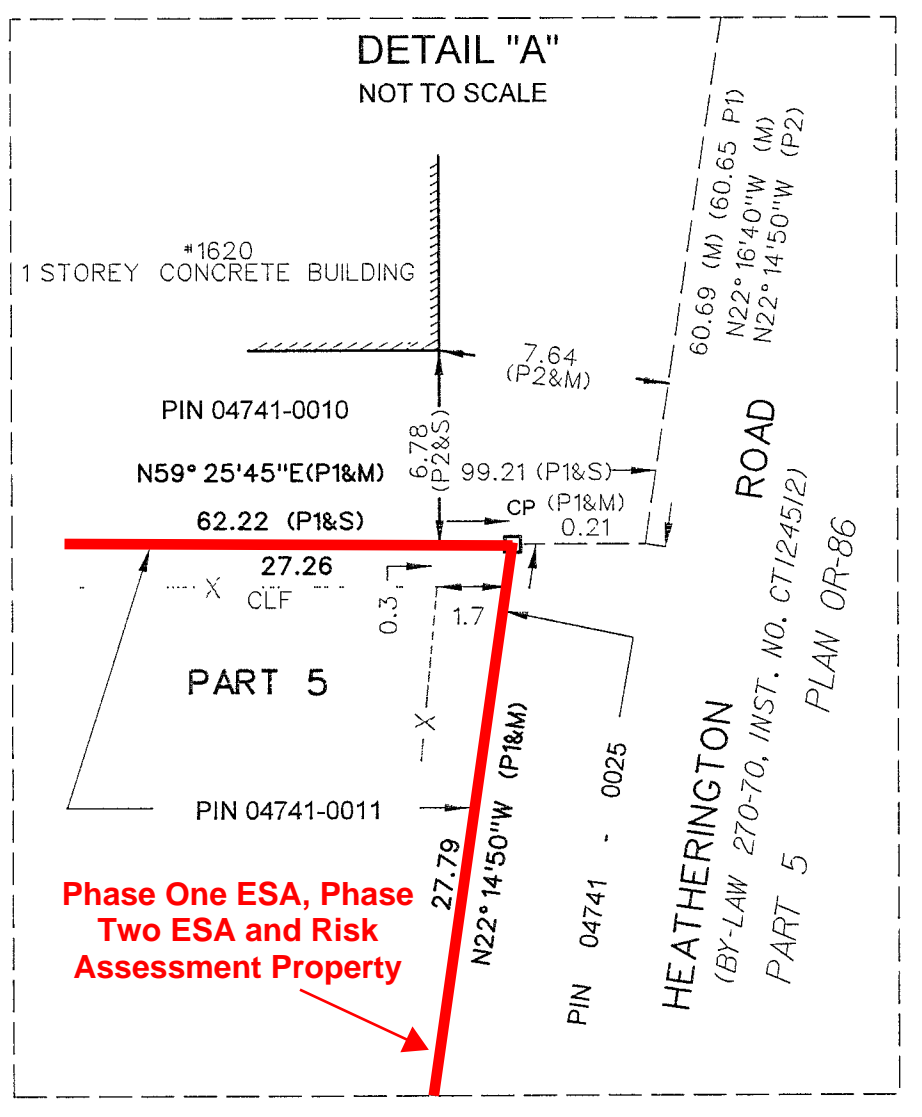 DETAIL "A"
NOT TO SCALE
60.69 (M) (60.65 P1)
N22°16'40"W (M)
N22°14'50"W (P2)
#1620
1 STOREY CONCRETE BUILDING
7.64
(P2&M)
PIN 04741-0010
6.78
(P2&S)
N59° 25'45"E(P1&M)
99.21 (P1&S)
CP (P1&M)
62.22 (P1&S)
0.21
27.26
X
CLF
0.3
1.7
PART 5
X
PIN 04741-0011
27.79
N22°14'50"W (P1&M)
PIN 04741 - 0025
HEATHERINGTON ROAD
(BY-LAW 270-70, INST. NO. CT124512)
PART 5 PLAN OR-86
Phase One ESA, Phase
Two ESA and Risk
Assessment Property